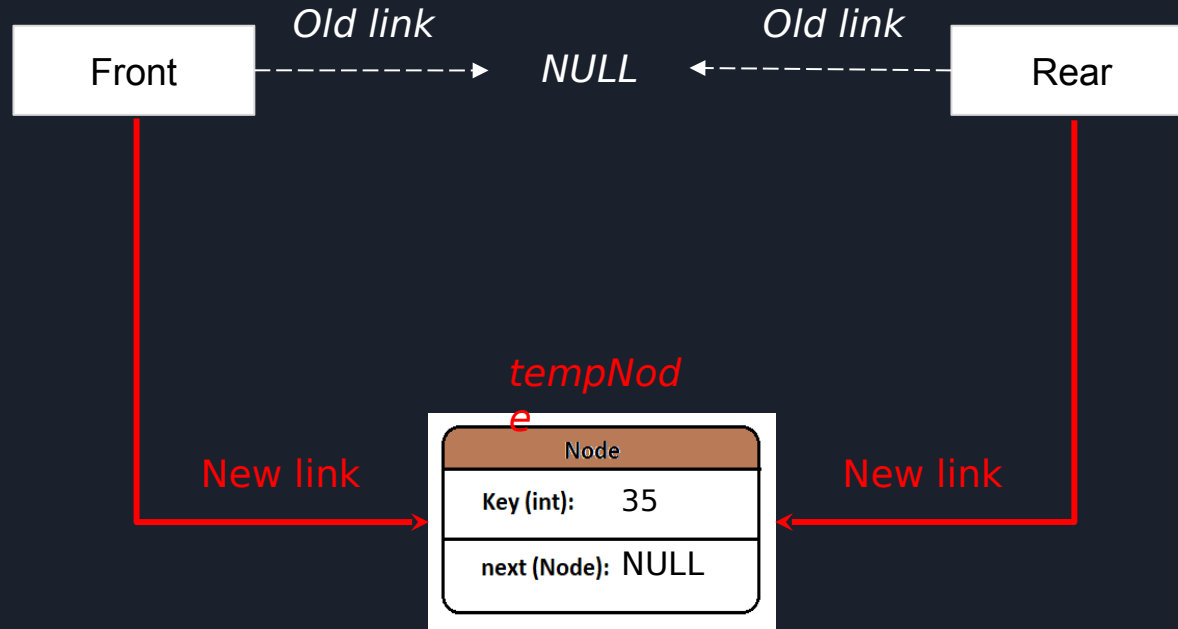 Old link
Old link
Front
NULL
Rear
tempNod
e
Node
New link
New link
Key (int): 35
next (Node): NULL